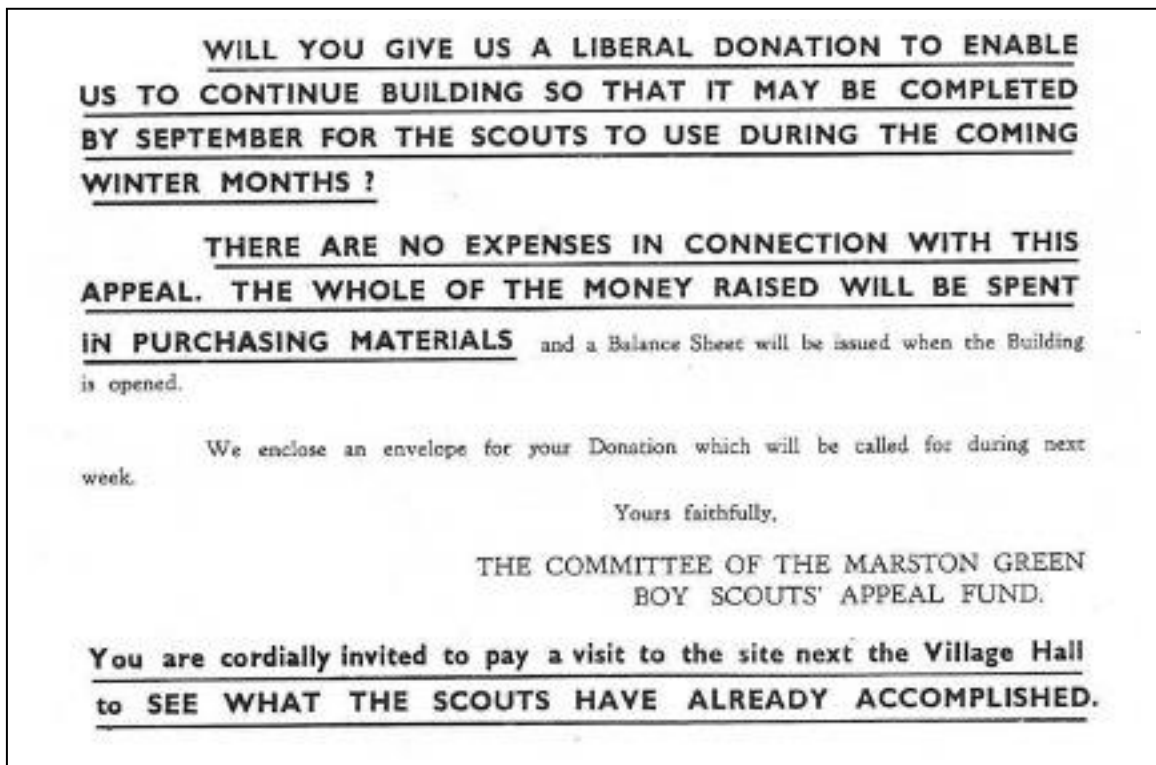 WILL YOU GIVE US A LIBERAL DONATION TO ENABLE
US TO CONTINUE BUILDING SO THAT IT MAY BE COMPLETED
BY SEPTEMBER FOR THE SCOUTS TO USE DURING THE COMING
WINTER MONTHS ?
THERE ARE NO EXPENSES IN CONNECTION WITH THIS
APPEAL. THE WHOLE OF THE MONEY RAISED WILL BE SPENT
IN PURCHASING MATERIALS and a Balance Sheet will be issued when the Building
is opened.
We enclose an envelope for your Donation which will be called for during next
week.
Yours faithfully,
THE COMMITTEE OF THE MARSTON GREEN
BOY SCOUTS' APPEAL FUND.
You are cordially invited to pay a visit to the site next the Village Hall
to SEE WHAT THE SCOUTS HAVE ALREADY ACCOMPLISHED.